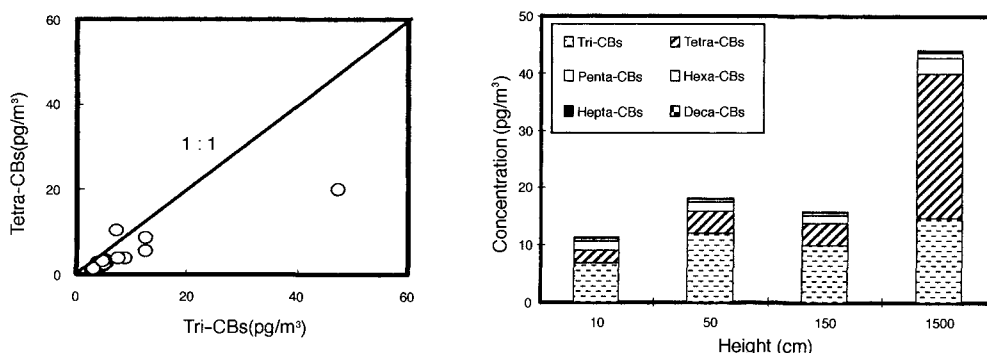 60
40
20
0
Tetra-CBs(pg/m³)
1 : 1
0 20 40 60
Tri-CBs(pg/m³)
50
40
30
20
10
0
Concentration (pg/m³)
Tri-CBs Tetra-CBs
Penta-CBs Hexa-CBs
Hepta-CBs Deca-CBs
10 50 150 1500
Height (cm)